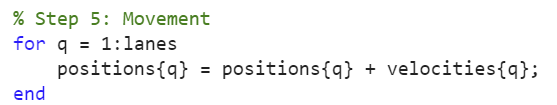 % Step 5: Movement
for q = 1:lanes
    positions{q} = positions{q} + velocities{q};
end